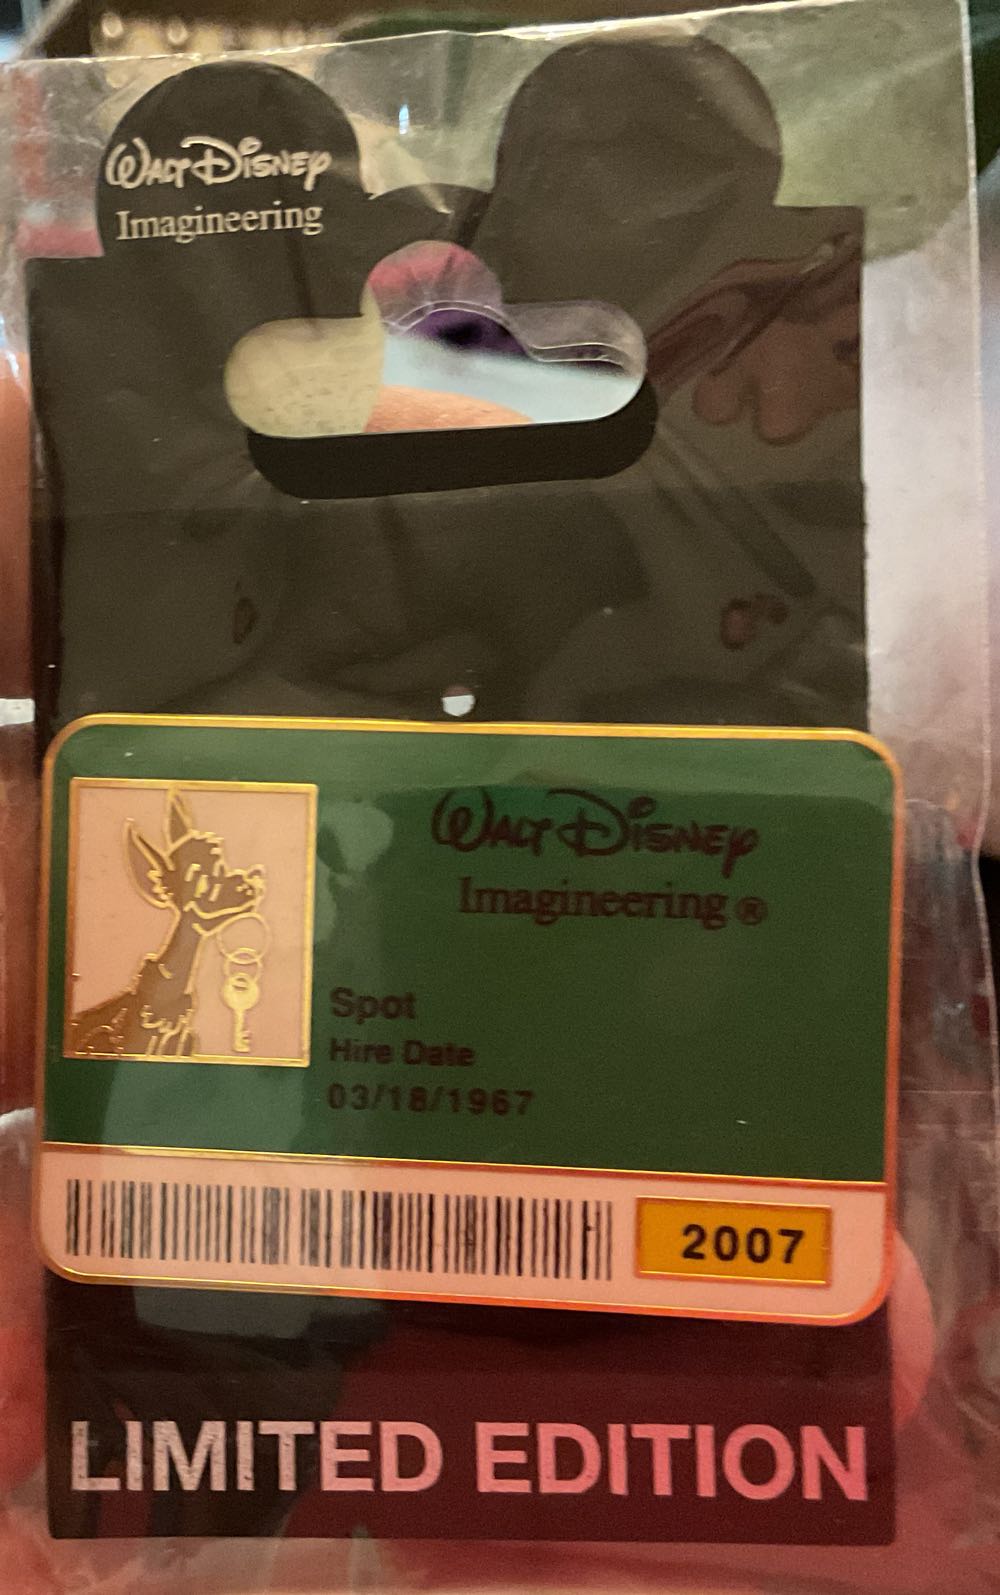 WALT DISNEY
Imagineering
WALT DISNEY
Imagineering ®
Spot
Hire Date
03/18/1967
2007
LIMITED EDITION